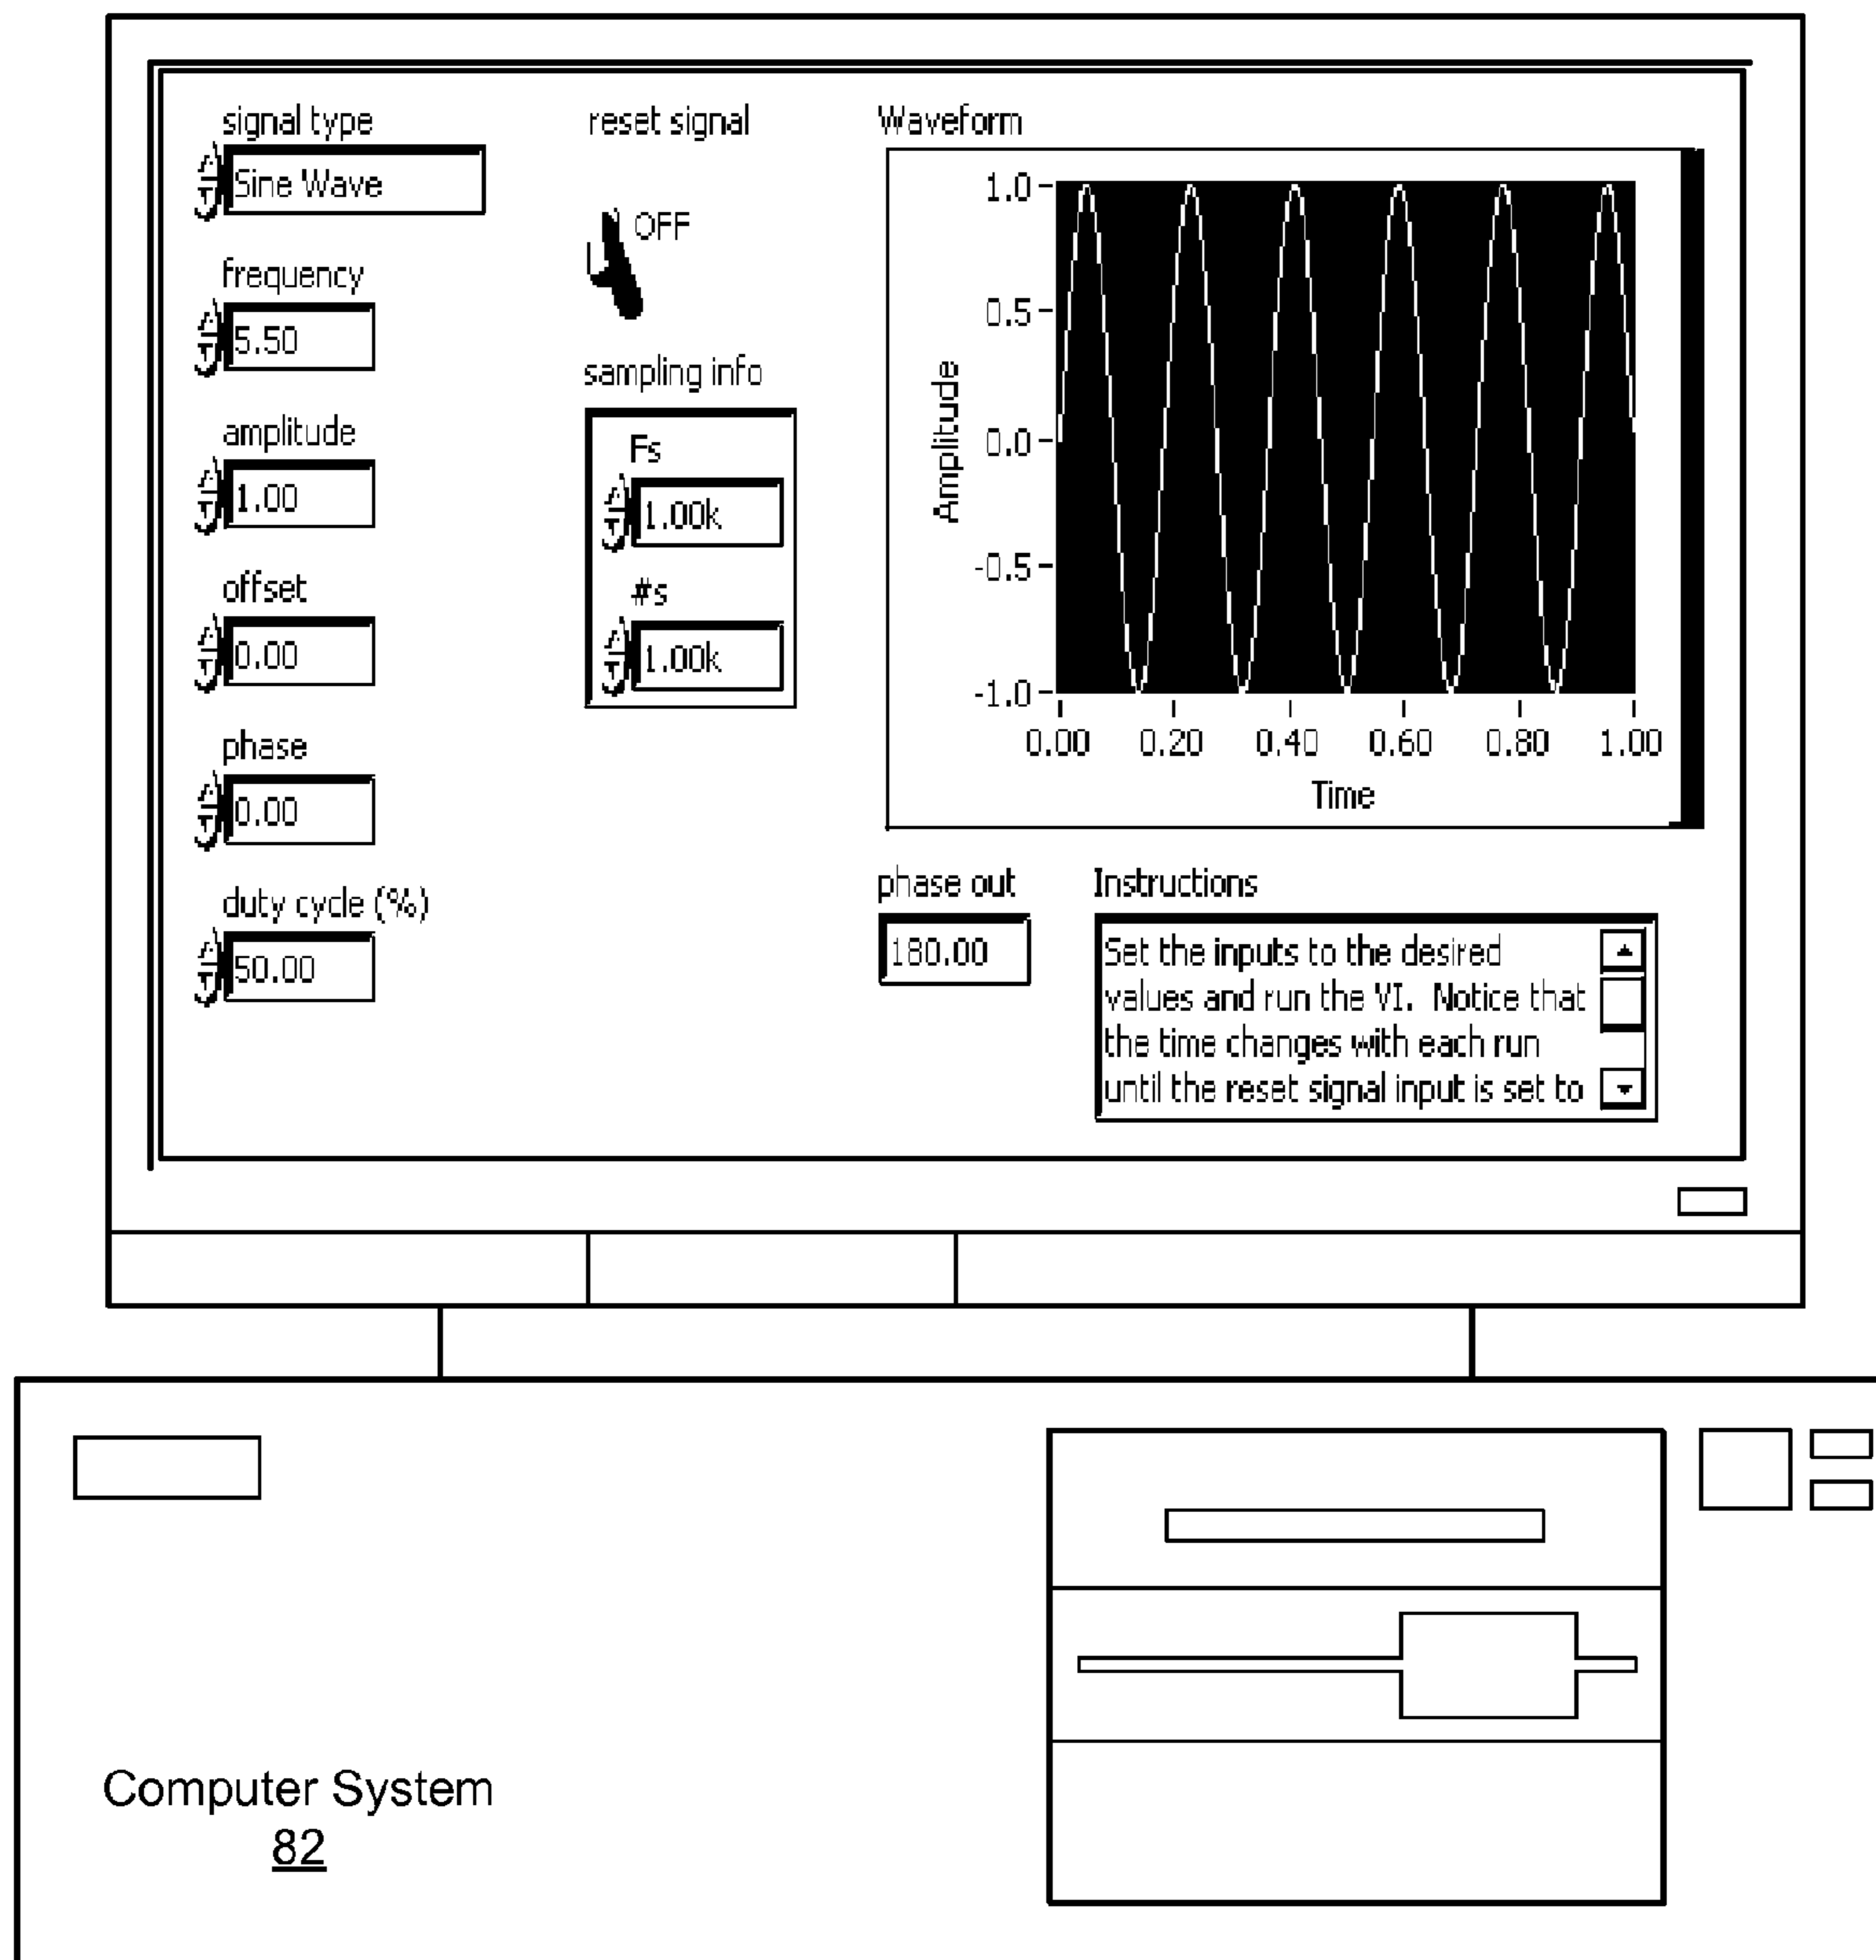 signal type
Sine Wave
frequency
5.50
amplitude
1.00
offset
0.00
phase
0.00
duty cycle (%)
50.00
reset signal
OFF
sampling info
Fs
1.00k
#s
1.00k
Waveform
Amplitude
1.0
0.5
0.0
-0.5
-1.0
0.00 0.20 0.40 0.60 0.80 1.00
Time
phase out
180.00
Instructions
Set the inputs to the desired
values and run the VI. Notice that
the time changes with each run
until the reset signal input is set to
Computer System
82